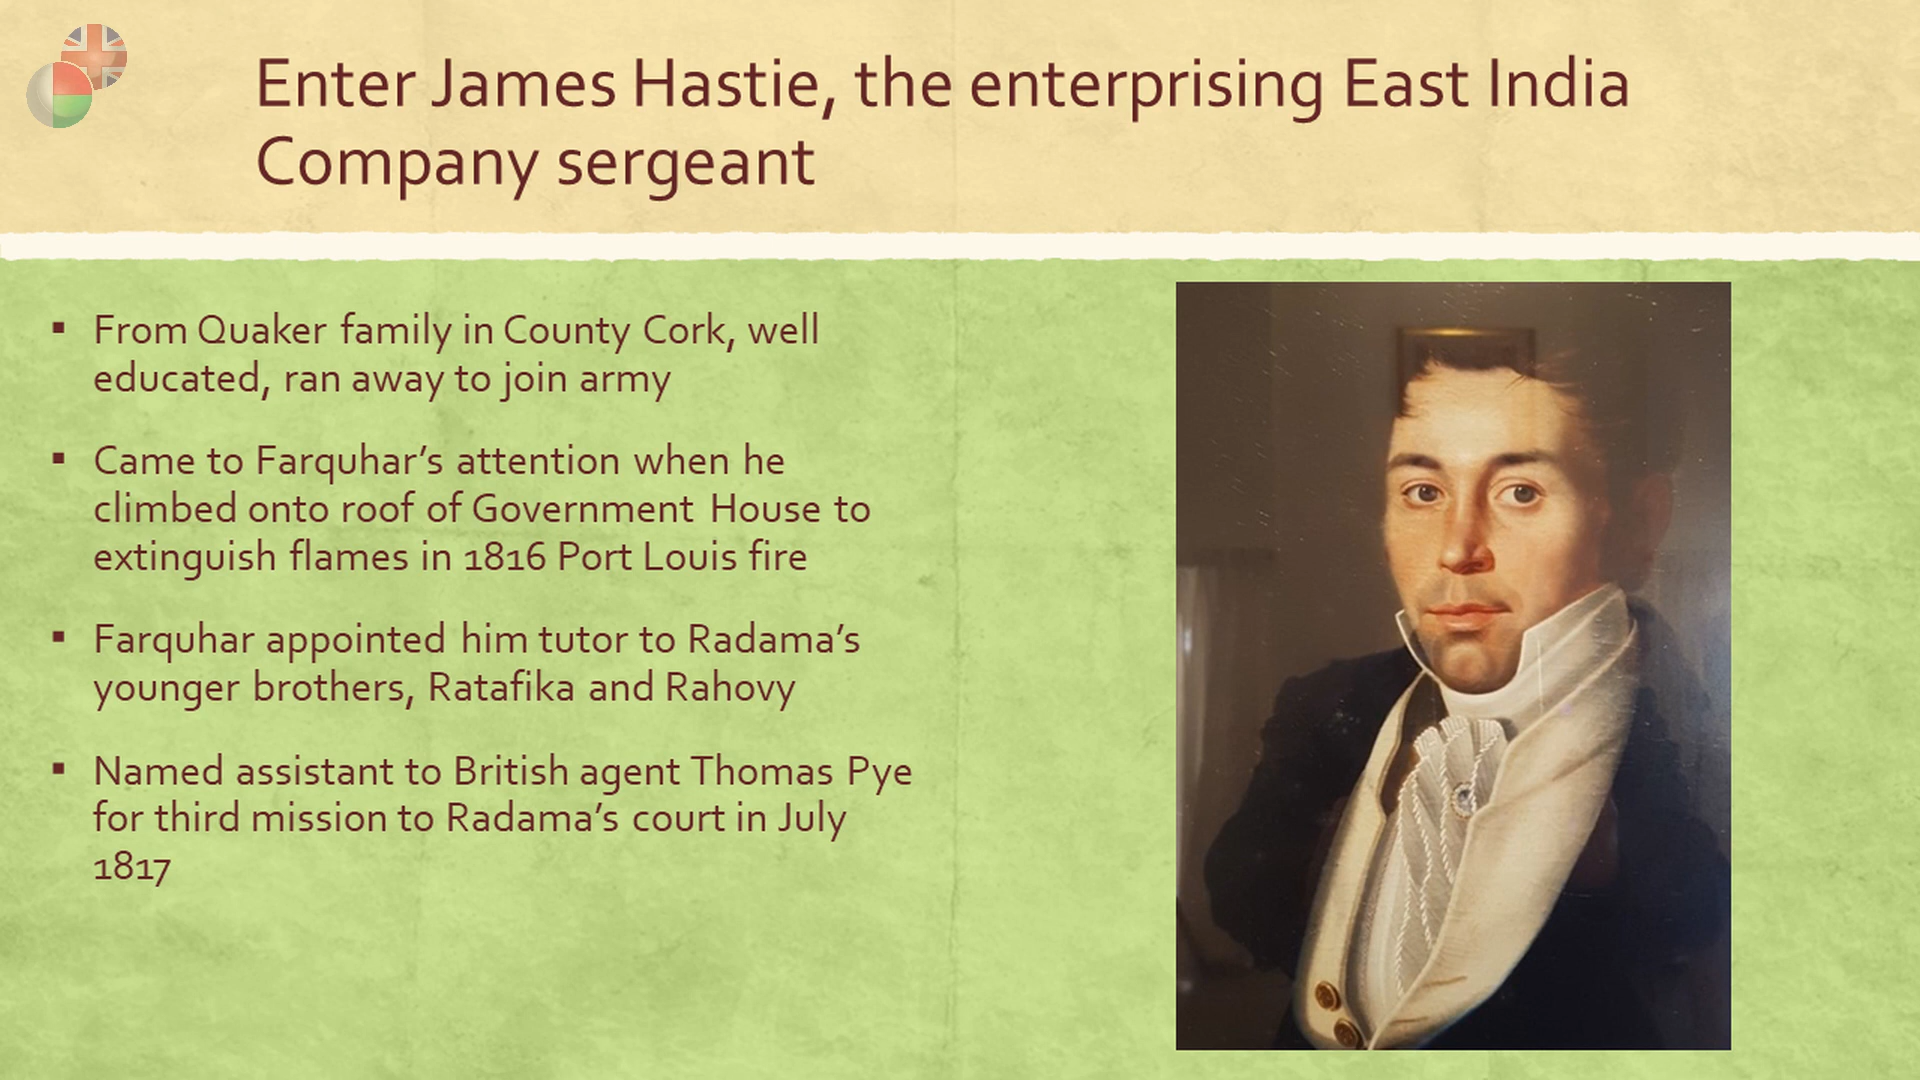 Enter James Hastie, the enterprising East India
Company sergeant
▪ From Quaker family in County Cork, well
educated, ran away to join army
▪ Came to Farquhar’s attention when he
climbed onto roof of Government House to
extinguish flames in 1816 Port Louis fire
▪ Farquhar appointed him tutor to Radama’s
younger brothers, Ratafika and Rahovy
▪ Named assistant to British agent Thomas Pye
for third mission to Radama’s court in July
1817